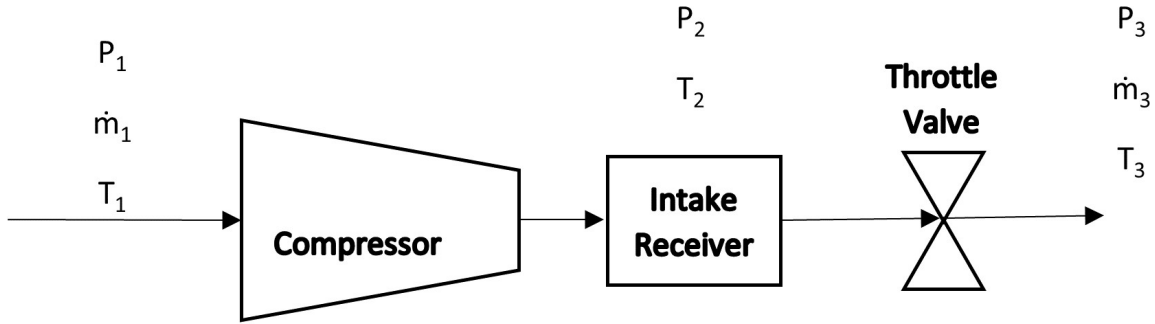 P₁
ṁ₁
T₁
Compressor
P₂
T₂
Intake
Receiver
Throttle
Valve
P₃
ṁ₃
T₃